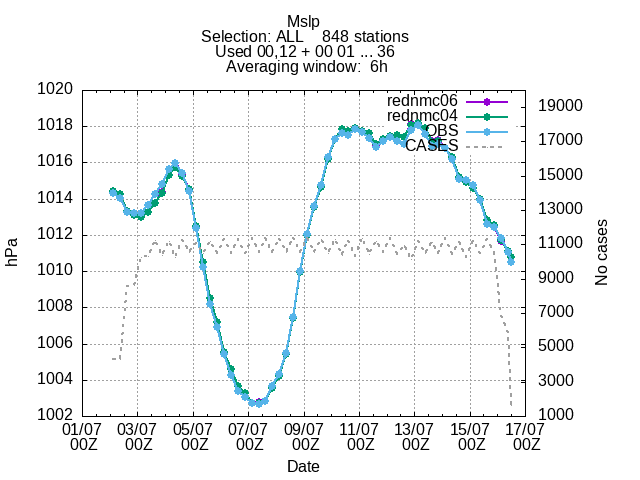 Mslp
Selection: ALL    848 stations
Used 00,12 + 00 01 ... 36
Averaging window:  6h
1020
1018
1016
1014
1012
1010
1008
1006
1004
1002
hPa
rednmc06
rednmc04
OBS
CASES
19000
17000
15000
13000
11000
9000
7000
5000
3000
1000
No cases
01/07 03/07 05/07 07/07 09/07 11/07 13/07 15/07 17/07
00Z 00Z 00Z 00Z 00Z 00Z 00Z 00Z 00Z
Date